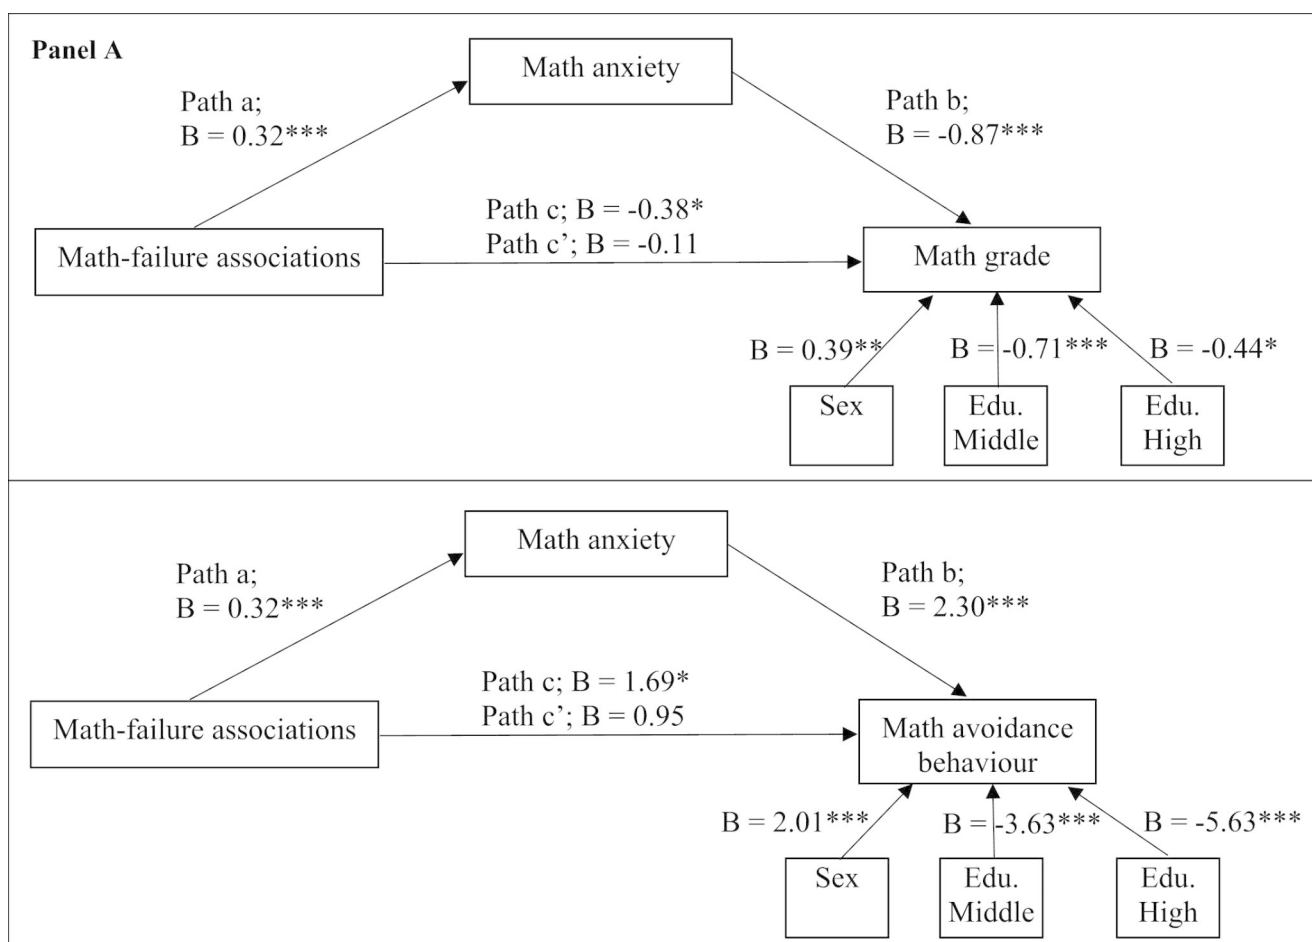 Panel A
Math anxiety
Path a;
B = 0.32***
Path b;
B = -0.87***
Path c; B = -0.38*
Path c’; B = -0.11
Math-failure associations
Math grade
B = 0.39**
B = -0.71***
B = -0.44*
Sex
Edu.
Middle
Edu.
High
Math anxiety
Path a;
B = 0.32***
Path b;
B = 2.30***
Path c; B = 1.69*
Path c’; B = 0.95
Math-failure associations
Math avoidance
behaviour
B = 2.01***
B = -3.63***
B = -5.63***
Sex
Edu.
Middle
Edu.
High